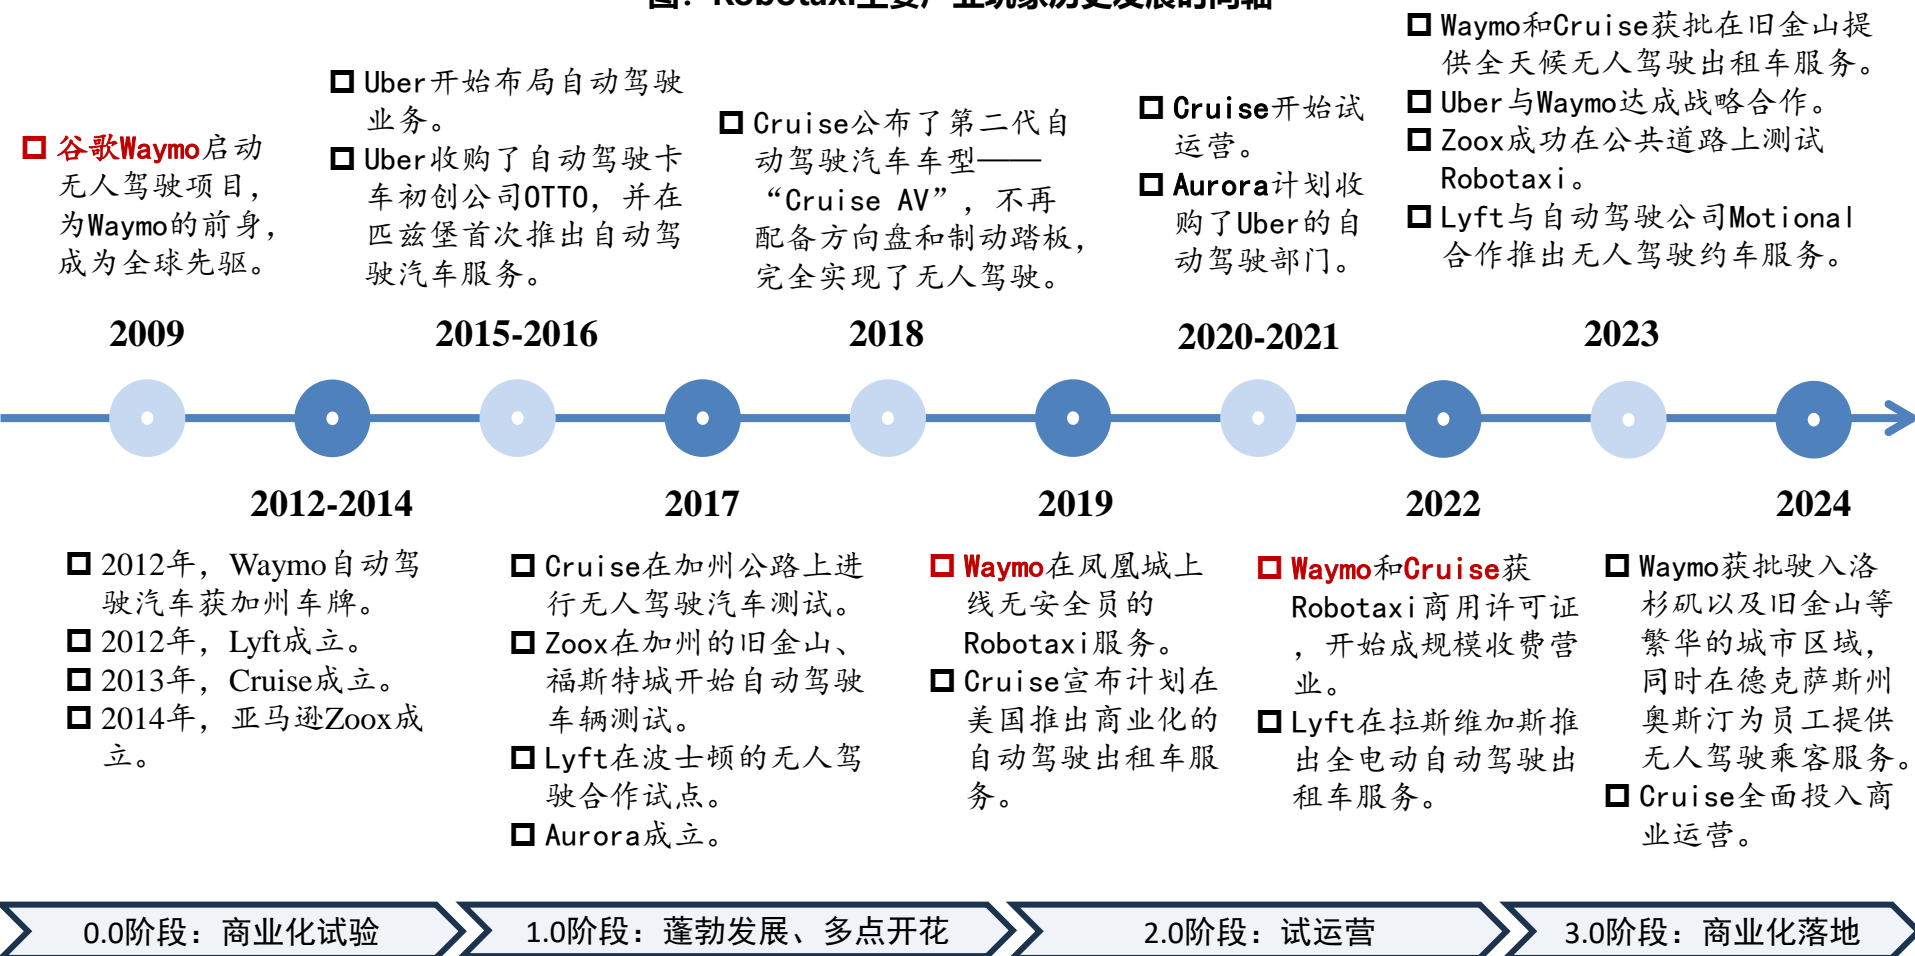 图：Robotaxi主要产业玩家历史发展时间轴
谷歌Waymo启动
无人驾驶项目，
为Waymo的前身，
成为全球先驱。
2009
2012-2014
2012年，Waymo自动驾
驶汽车获加州车牌。
2012年，Lyft成立。
2013年，Cruise成立。
2014年，亚马逊Zoox成
立。
Uber开始布局自动驾驶
业务。
Uber收购了自动驾驶卡
车初创公司OTTO，并在
匹兹堡首次推出自动驾
驶汽车服务。
2015-2016
2017
Cruise在加州公路上进
行无人驾驶汽车测试。
Zoox在加州的旧金山、
福斯特城开始自动驾驶
车辆测试。
Lyft在波士顿的无人驾
驶合作试点。
Aurora成立。
Cruise公布了第二代自
动驾驶汽车车型——
“Cruise AV”，不再
配备方向盘和制动踏板，
完全实现了无人驾驶。
2018
2019
Waymo在凤凰城上
线无安全员的
Robotaxi服务。
Cruise宣布计划在
美国推出商业化的
自动驾驶出租车服
务。
Cruise开始试
运营。
Aurora计划收
购了Uber的自
动驾驶部门。
2020-2021
2022
Waymo和Cruise获
Robotaxi商用许可证
，开始成规模收费营
业。
Lyft在拉斯维加斯推
出全电动自动驾驶出
租车服务。
Waymo和Cruise获批在旧金山提
供全天候无人驾驶出租车服务。
Uber与Waymo达成战略合作。
Zoox成功在公共道路上测试
Robotaxi。
Lyft与自动驾驶公司Motional
合作推出无人驾驶约车服务。
2023
2024
Waymo获批驶入洛
杉矶以及旧金山等
繁华的城市区域，
同时在德克萨斯州
奥斯汀为员工提供
无人驾驶乘客服务。
Cruise全面投入商
业运营。
0.0阶段：商业化试验
1.0阶段：蓬勃发展、多点开花
2.0阶段：试运营
3.0阶段：商业化落地